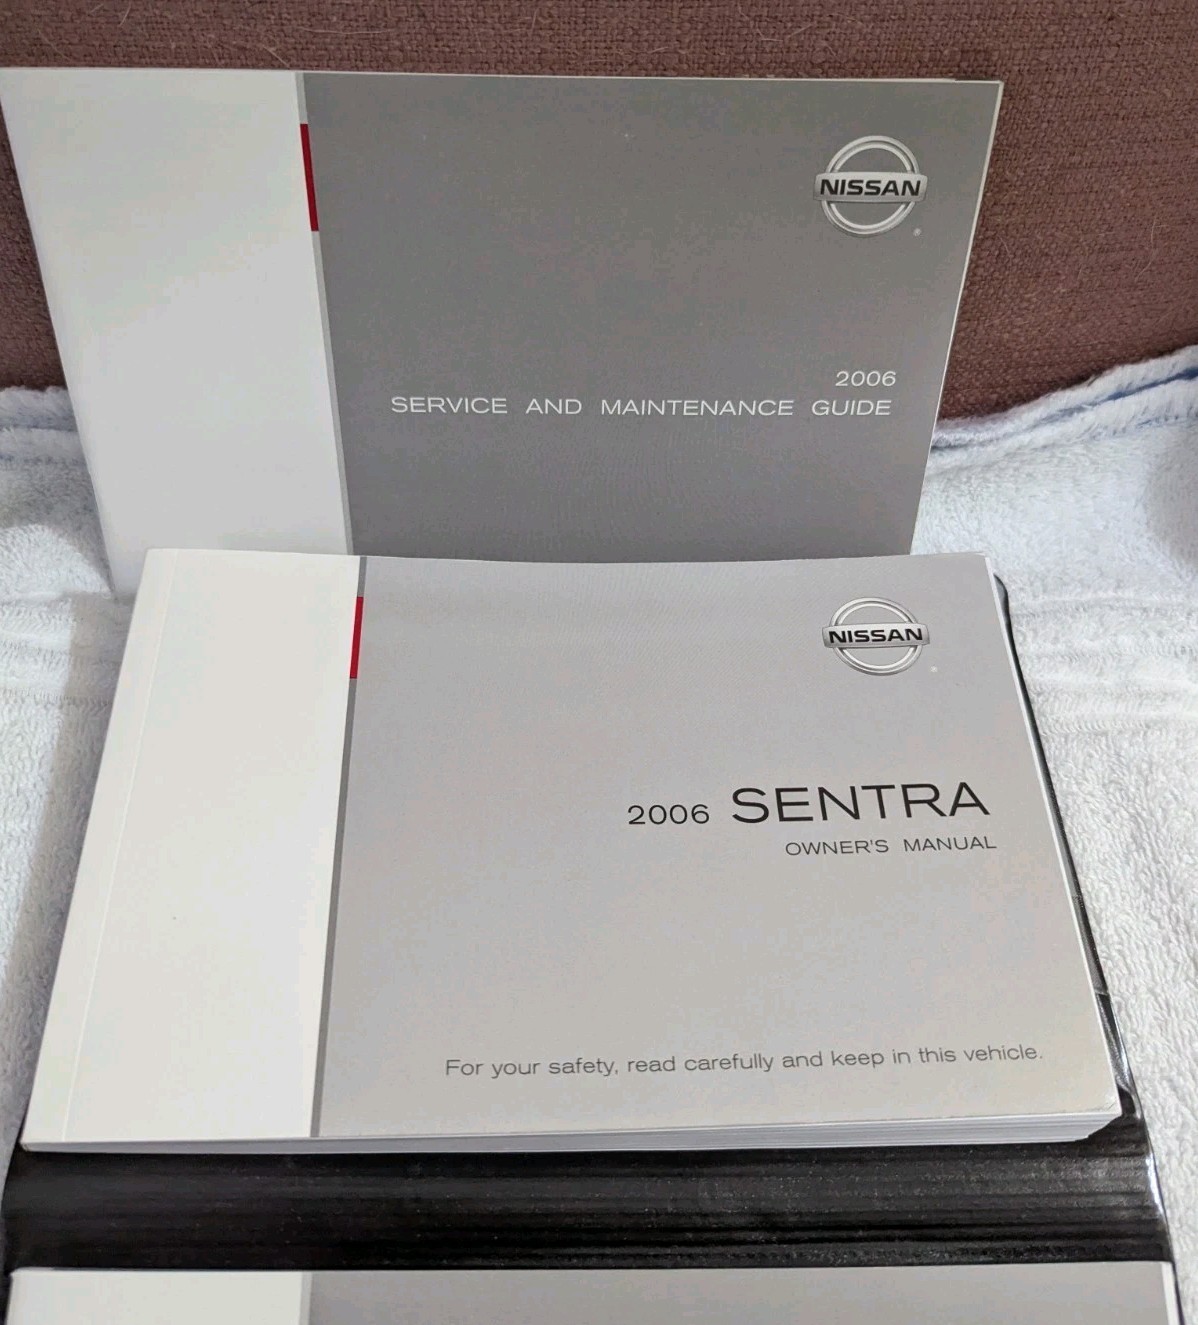 NISSAN
®
2006
SERVICE AND MAINTENANCE GUIDE
NISSAN
2006 SENTRA
OWNER'S MANUAL
For your safety, read carefully and keep in this vehicle.